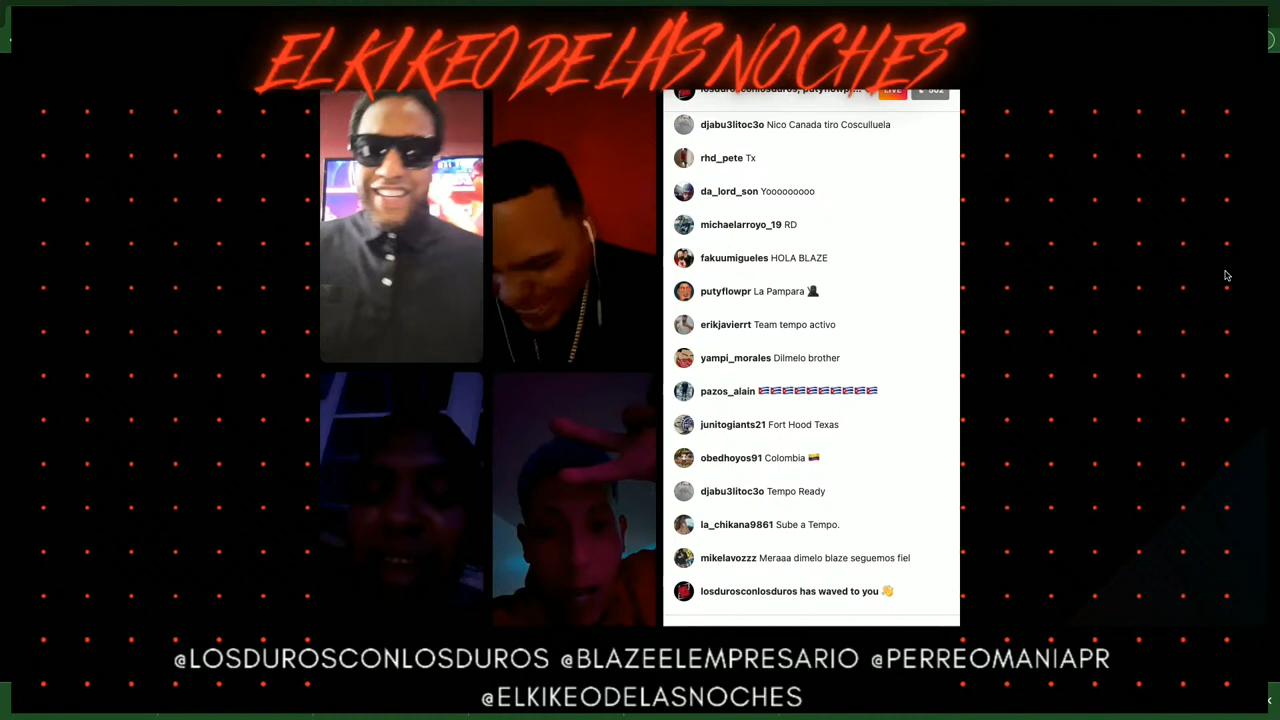 EL KIKEO DE LAS NOCHES
LIVE
djabu3litoc3o Nico Canada tiro Cosculluela
rhd_pete Tx
da_lord_son Yooooooooo
michaelarroyo_19 RD
fakuumigueles HOLA BLAZE
putyflowpr La Pampara
erikjavierrt Team tempo activo
yampi_morales Dilmelo brother
pazos_alain
junitogiants21 Fort Hood Texas
obedhoyos91 Colombia
djabu3litoc3o Tempo Ready
la_chikana9861 Sube a Tempo.
mikelavozzz Meraaa dimelo blaze seguemos fiel
losdurosconlosduros has waved to you
@LOSDUROSCONLOSDUROS @BLAZEELEMPRESARIO @PERREOMANIAPR
@ELKIKEODELASNOCHES